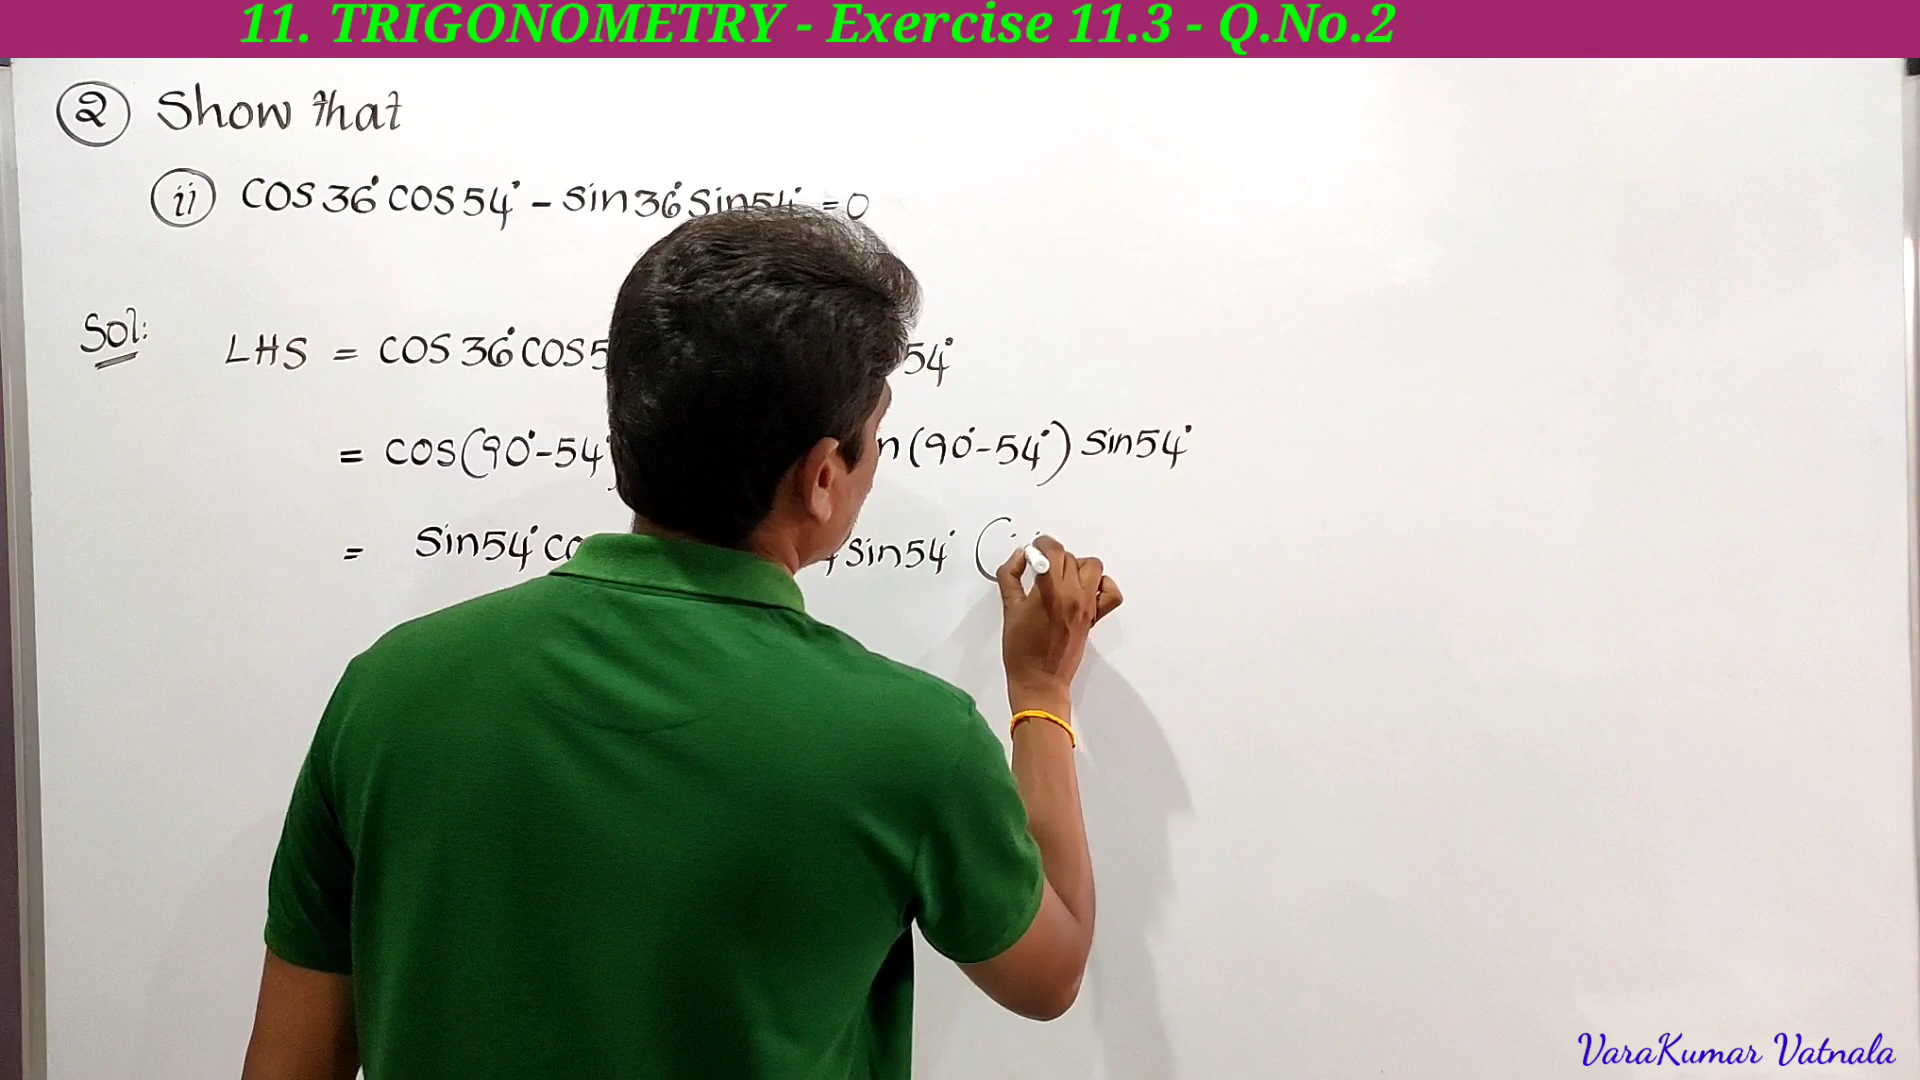 11. TRIGONOMETRY - Exercise 11.3 - Q.No.2
② Show that
ii cos 36° cos 54° - sin 36° sin 54° = 0
Sol: LHS = cos 36° cos 5 54°
= cos(90°-54° n (90°-54°) sin 54°
= sin 54° co sin 54° (
VaraKumar Vatnala